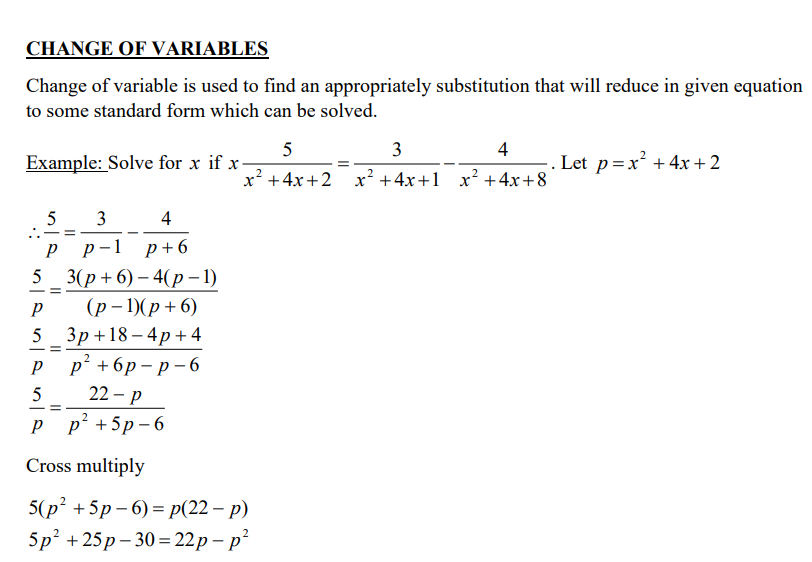 CHANGE OF VARIABLES
Change of variable is used to find an appropriately substitution that will reduce in given equation
to some standard form which can be solved.
Example: Solve for x if x 5/(x² + 4x + 2) = 3/(x² + 4x + 1) − 4/(x² + 4x + 8). Let p = x² + 4x + 2
∴ 5/p = 3/(p − 1) − 4/(p + 6)
5/p = (3(p + 6) − 4(p − 1))/((p − 1)(p + 6))
5/p = (3p + 18 − 4p + 4)/(p² + 6p − p − 6)
5/p = (22 − p)/(p² + 5p − 6)
Cross multiply
5(p² + 5p − 6) = p(22 − p)
5p² + 25p − 30 = 22p − p²